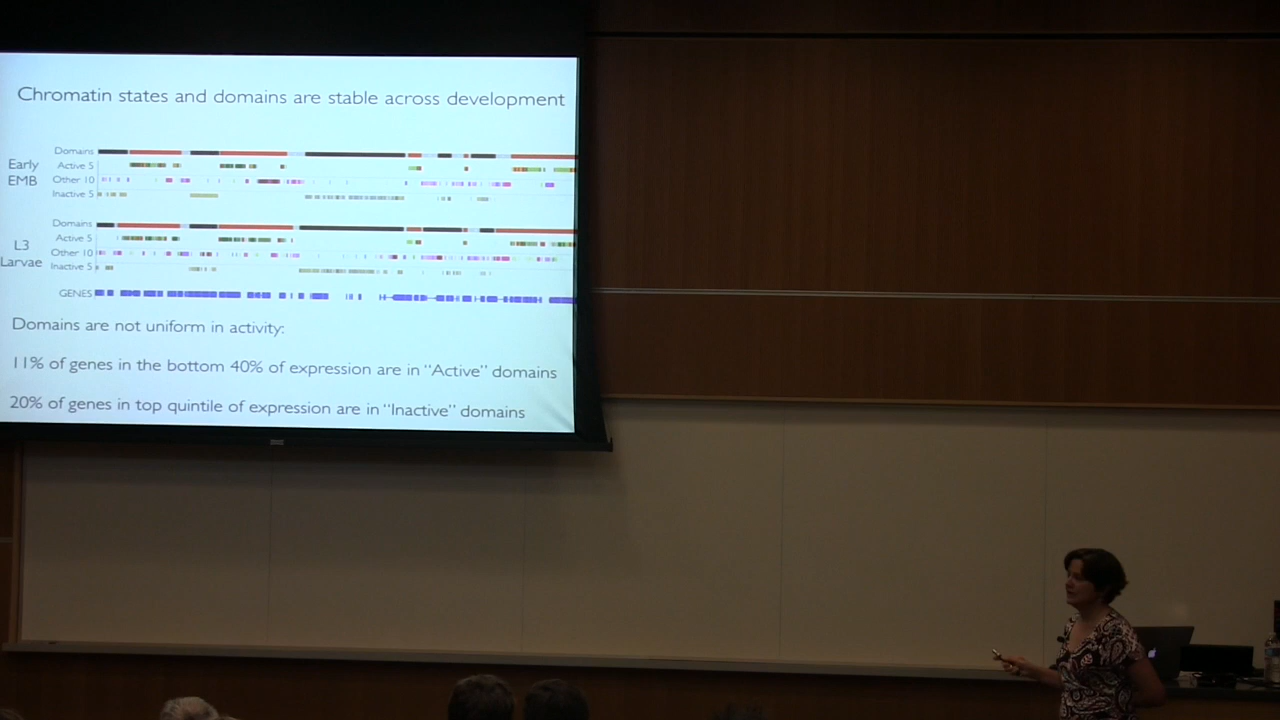 Chromatin states and domains are stable across development
Early
EMB
Domains
Active 5
Other 10
Inactive 5
L3
Larvae
Domains
Active 5
Other 10
Inactive 5
GENES
Domains are not uniform in activity:
11% of genes in the bottom 40% of expression are in "Active" domains
20% of genes in top quintile of expression are in "Inactive" domains